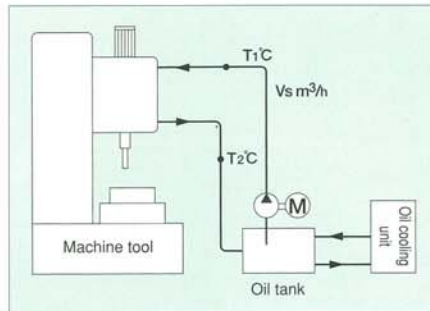 T1℃
Vs m³/h
T2℃
M
Machine tool
Oil tank
Oil cooling
unit